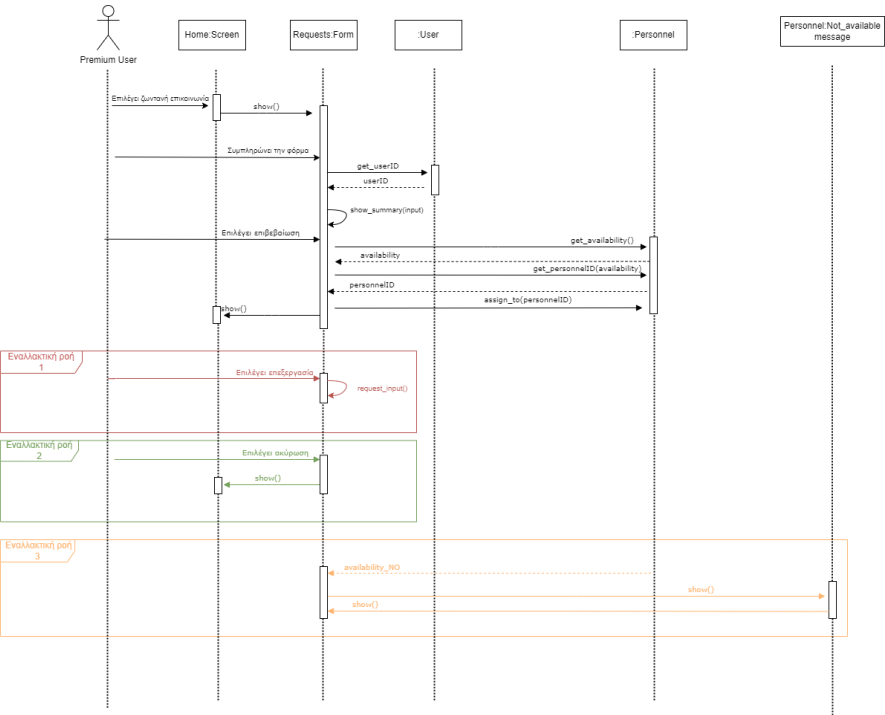 Personnel:Not_available
message
Home:Screen
Requests:Form
:User
:Personnel
Premium User
Επιλέγει ζωντανή επικοινωνία
show()
Συμπληρώνει την φόρμα
get_userID
userID
show_summary(input)
Επιλέγει επιβεβαίωση
get_availability()
availability
get_personnelID(availability)
personnelID
assign_to(personnelID)
show()
Εναλλακτική ροή
1
Επιλέγει επεξεργασία
request_input()
Εναλλακτική ροή
2
Επιλέγει ακύρωση
show()
Εναλλακτική ροή
3
availability_NO
show()
show()